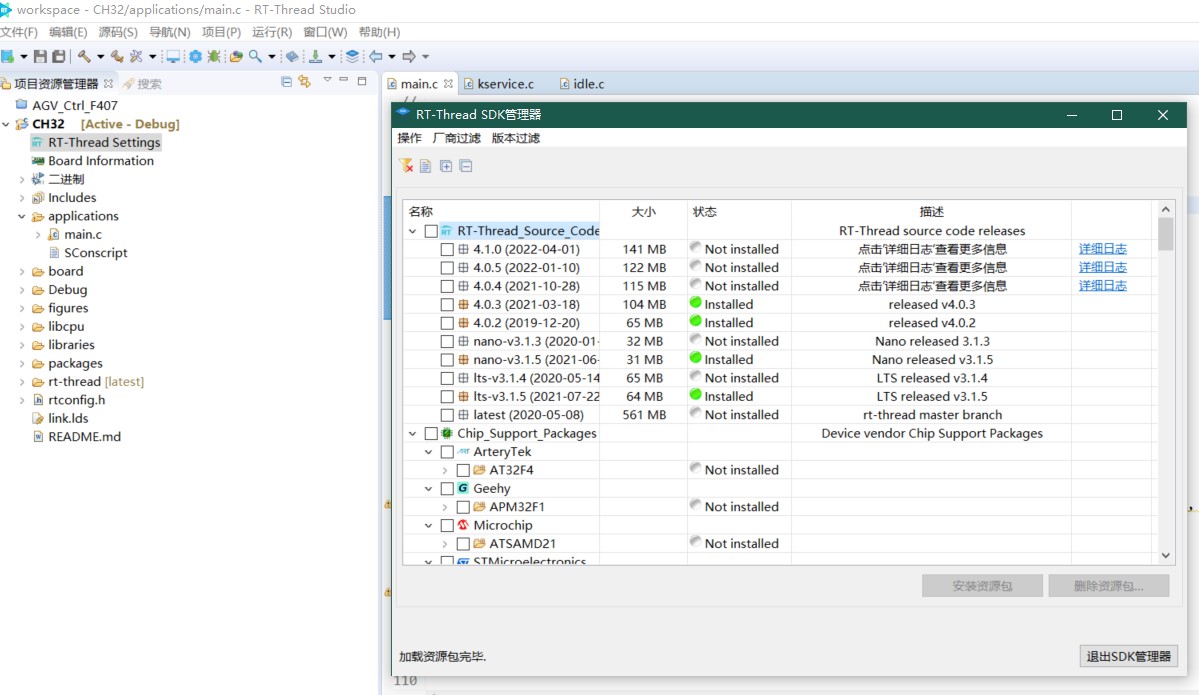 workspace - CH32/applications/main.c - RT-Thread Studio
文件(F) 编辑(E) 源码(S) 导航(N) 项目(P) 运行(R) 窗口(W) 帮助(H)
项目资源管理器 搜索
AGV_Ctrl_F407
CH32 [Active - Debug]
RT-Thread Settings
Board Information
二进制
Includes
applications
main.c
SConscript
board
Debug
figures
libcpu
libraries
packages
rt-thread [latest]
rtconfig.h
link.lds
README.md
main.c kservice.c idle.c
//
RT-Thread SDK管理器
操作 厂商过滤 版本过滤
名称 大小 状态 描述
RT-Thread_Source_Code RT-Thread source code releases
4.1.0 (2022-04-01) 141 MB Not installed 点击'详细日志'查看更多信息 详细日志
4.0.5 (2022-01-10) 122 MB Not installed 点击'详细日志'查看更多信息 详细日志
4.0.4 (2021-10-28) 115 MB Not installed 点击'详细日志'查看更多信息 详细日志
4.0.3 (2021-03-18) 104 MB Installed released v4.0.3
4.0.2 (2019-12-20) 65 MB Installed released v4.0.2
nano-v3.1.3 (2020-01- 32 MB Not installed Nano released 3.1.3
nano-v3.1.5 (2021-06- 31 MB Installed Nano released v3.1.5
lts-v3.1.4 (2020-05-14 65 MB Not installed LTS released v3.1.4
lts-v3.1.5 (2021-07-22 64 MB Installed LTS released v3.1.5
latest (2020-05-08) 561 MB Not installed rt-thread master branch
Chip_Support_Packages Device vendor Chip Support Packages
ArteryTek
AT32F4 Not installed
Geehy
APM32F1 Not installed
Microchip
ATSAMD21 Not installed
STMicroelectronics
安装资源包 删除资源包...
加载资源包完毕.
退出SDK管理器
110